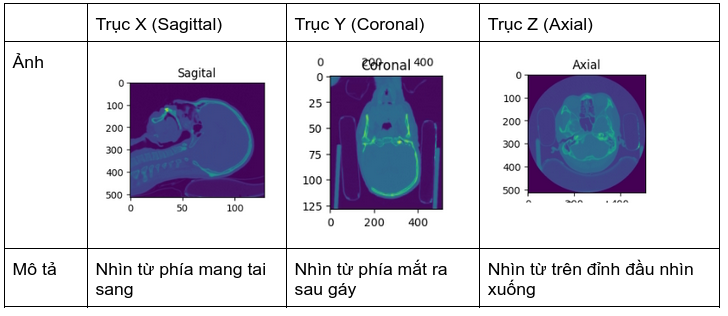 Trục X (Sagittal)
Trục Y (Coronal)
Trục Z (Axial)
Ảnh
Sagital
0
100
200
300
400
500
0
50
100
0
200
400
Coronal
0
25
50
75
100
125
0
200
400
Axial
0
100
200
300
400
500
0
200
400
Mô tả
Nhìn từ phía mang tai
sang
Nhìn từ phía mắt ra
sau gáy
Nhìn từ trên đỉnh đầu nhìn
xuống